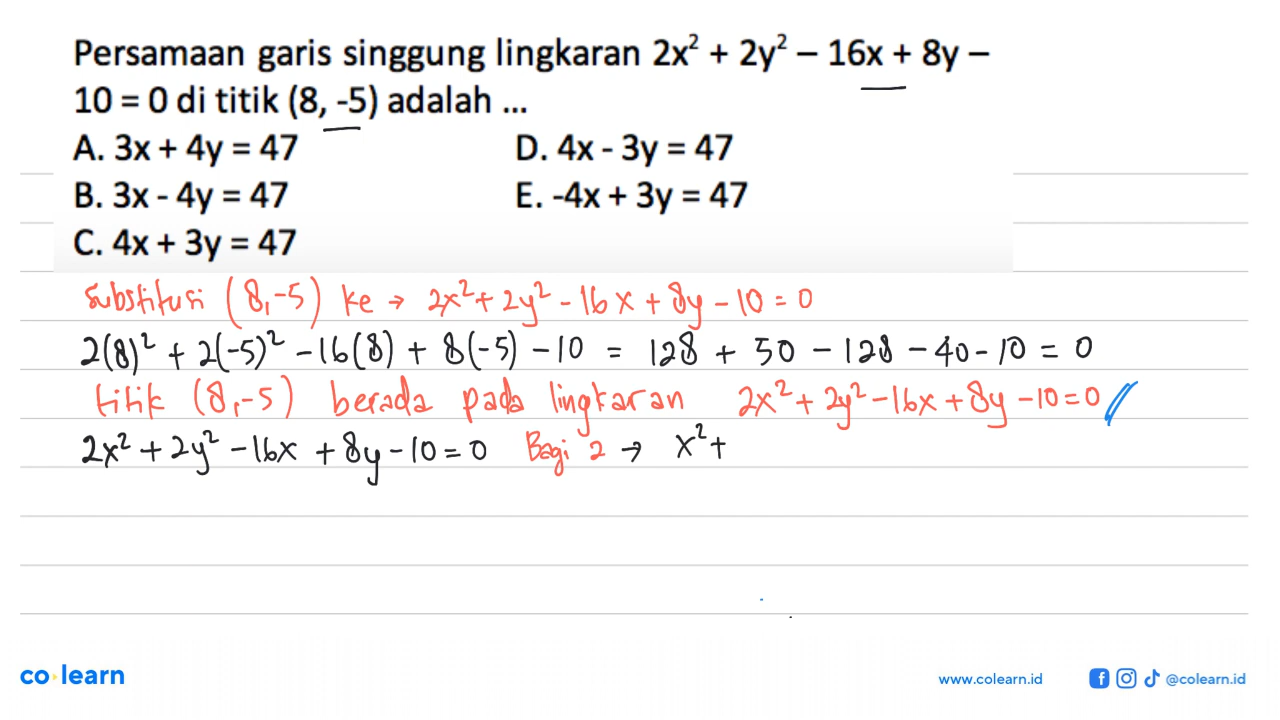 Persamaan garis singgung lingkaran 2x² + 2y² – 16x + 8y –
10 = 0 di titik (8, -5) adalah ...
A. 3x + 4y = 47
D. 4x - 3y = 47
B. 3x - 4y = 47
E. -4x + 3y = 47
C. 4x + 3y = 47
substitusi (8,-5) ke → 2x² + 2y² - 16x + 8y - 10 = 0
2(8)² + 2(-5)² - 16(8) + 8(-5) - 10 = 128 + 50 - 128 - 40 - 10 = 0
titik (8,-5) berada pada lingkaran 2x² + 2y² - 16x + 8y - 10 = 0
2x² + 2y² - 16x + 8y - 10 = 0 Bagi 2 → x² +
co learn
www.colearn.id
@colearn.id